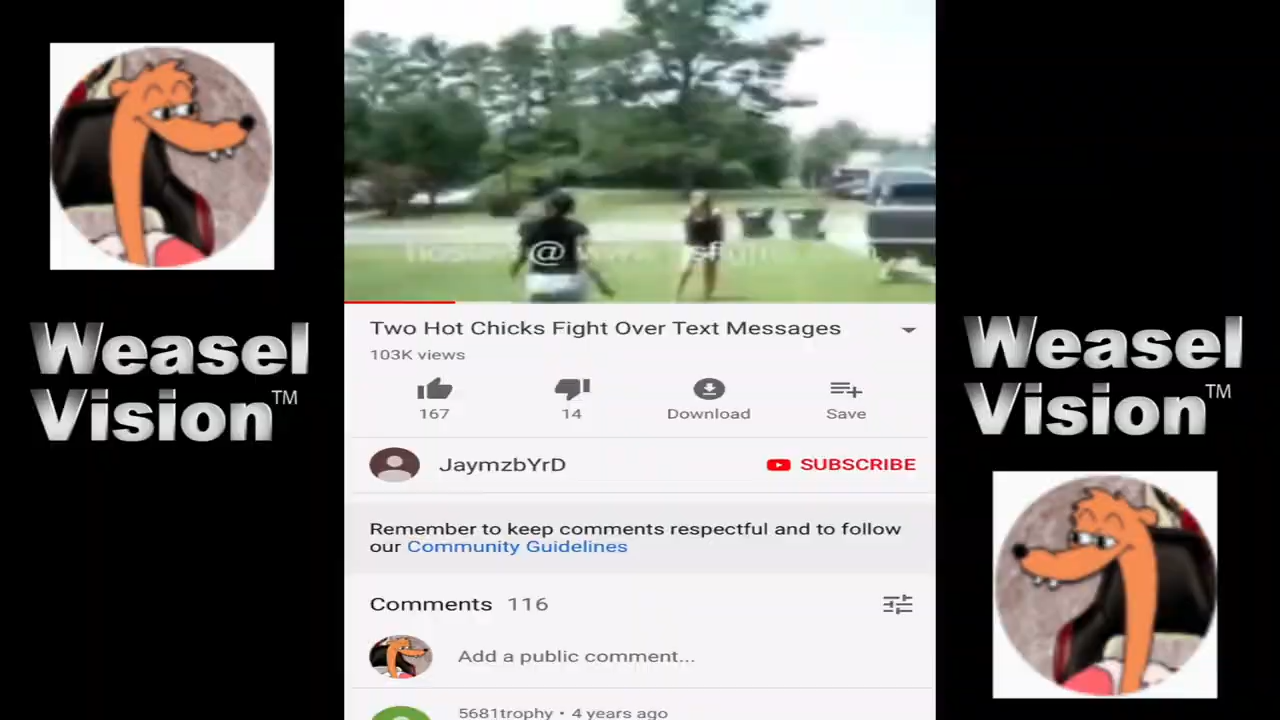 Weasel
Vision™
@
Two Hot Chicks Fight Over Text Messages
103K views
167
14
Download
Save
JaymzbYrD
SUBSCRIBE
Remember to keep comments respectful and to follow
our Community Guidelines
Comments 116
Add a public comment...
5681trophy • 4 years ago
Weasel
Vision™